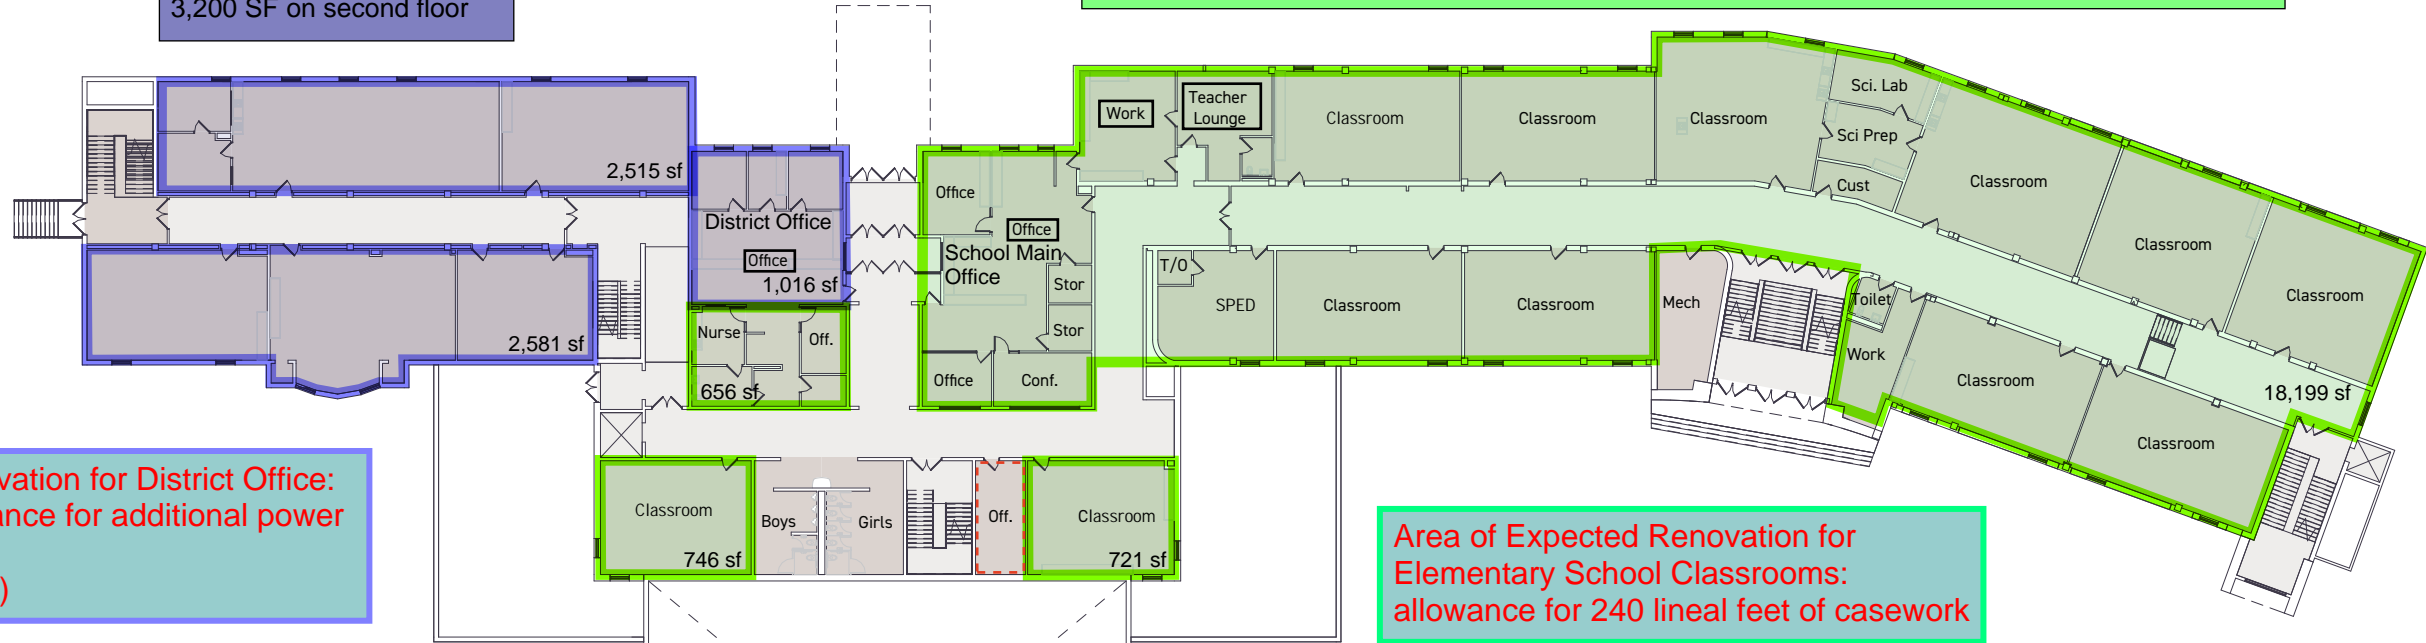 3,200 SF on second floor
2,515 sf
District Office
Office
1,016 sf
2,581 sf
Nurse
Off.
656 sf
Office
Office
School Main
Office
Stor
Stor
Office
Conf.
Work
Teacher
Lounge
Classroom
Classroom
Classroom
Sci. Lab
Sci Prep
Cust
Classroom
Classroom
Classroom
T/O
SPED
Classroom
Classroom
Mech
Toilet
Work
Classroom
Classroom
18,199 sf
Classroom
746 sf
Boys
Girls
Off.
Classroom
721 sf
vation for District Office:
ance for additional power
)
Area of Expected Renovation for
Elementary School Classrooms:
allowance for 240 lineal feet of casework